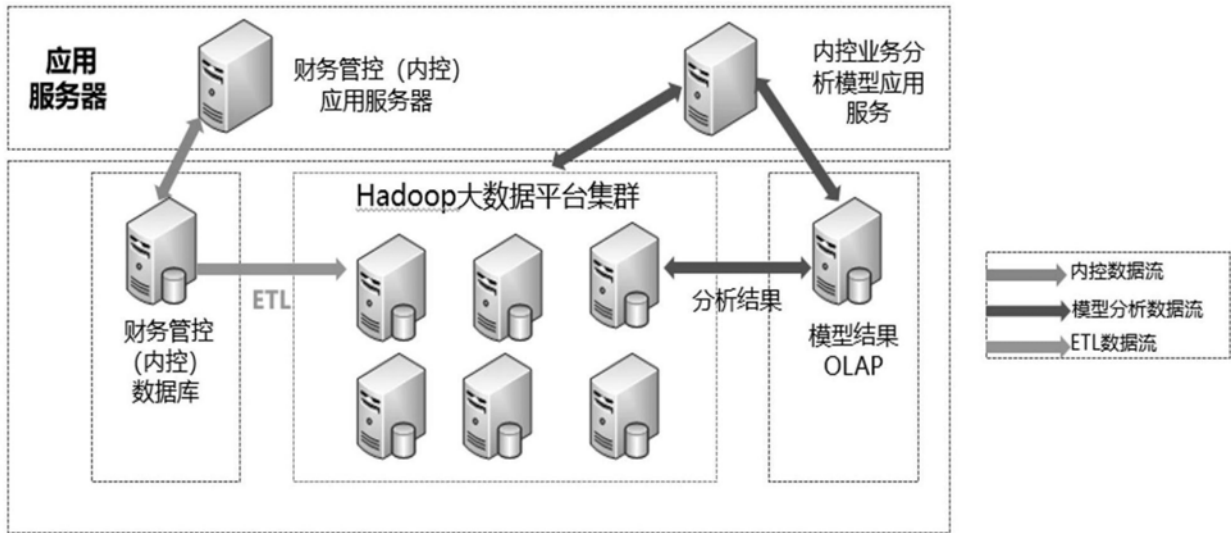 应用
服务器
财务管控（内控）
应用服务器
内控业务分
析模型应用
服务
Hadoop大数据平台集群
ETL
分析结果
财务管控
（内控）
数据库
模型结果
OLAP
内控数据流
模型分析数据流
ETL数据流